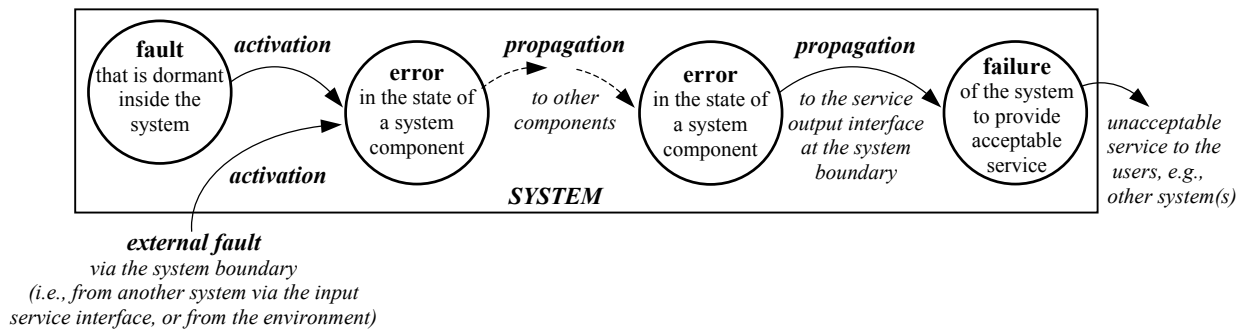 fault
that is dormant
inside the
system
activation
error
in the state of
a system
component
propagation
to other
components
error
in the state of
a system
component
propagation
to the service
output interface
at the system
boundary
failure
of the system
to provide
acceptable
service
unacceptable
service to the
users, e.g.,
other system(s)
activation
SYSTEM
external fault
via the system boundary
(i.e., from another system via the input
service interface, or from the environment)